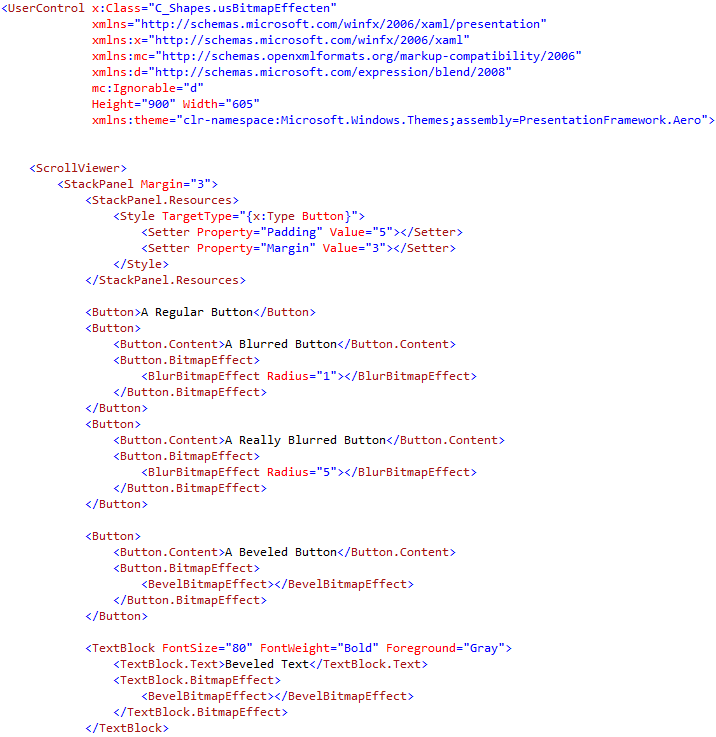 <UserControl x:Class="C_Shapes.usBitmapEffecten"
             xmlns="http://schemas.microsoft.com/winfx/2006/xaml/presentation"
             xmlns:x="http://schemas.microsoft.com/winfx/2006/xaml"
             xmlns:mc="http://schemas.openxmlformats.org/markup-compatibility/2006"
             xmlns:d="http://schemas.microsoft.com/expression/blend/2008"
             mc:Ignorable="d"
             Height="900" Width="605"
             xmlns:theme="clr-namespace:Microsoft.Windows.Themes;assembly=PresentationFramework.Aero">
    <ScrollViewer>
        <StackPanel Margin="3">
            <StackPanel.Resources>
                <Style TargetType="{x:Type Button}">
                    <Setter Property="Padding" Value="5"></Setter>
                    <Setter Property="Margin" Value="3"></Setter>
                </Style>
            </StackPanel.Resources>
            <Button>A Regular Button</Button>
            <Button>
                <Button.Content>A Blurred Button</Button.Content>
                <Button.BitmapEffect>
                    <BlurBitmapEffect Radius="1"></BlurBitmapEffect>
                </Button.BitmapEffect>
            </Button>
            <Button>
                <Button.Content>A Really Blurred Button</Button.Content>
                <Button.BitmapEffect>
                    <BlurBitmapEffect Radius="5"></BlurBitmapEffect>
                </Button.BitmapEffect>
            </Button>
            <Button>
                <Button.Content>A Beveled Button</Button.Content>
                <Button.BitmapEffect>
                    <BevelBitmapEffect></BevelBitmapEffect>
                </Button.BitmapEffect>
            </Button>
            <TextBlock FontSize="80" FontWeight="Bold" Foreground="Gray">
                <TextBlock.Text>Beveled Text</TextBlock.Text>
                <TextBlock.BitmapEffect>
                    <BevelBitmapEffect></BevelBitmapEffect>
                </TextBlock.BitmapEffect>
            </TextBlock>